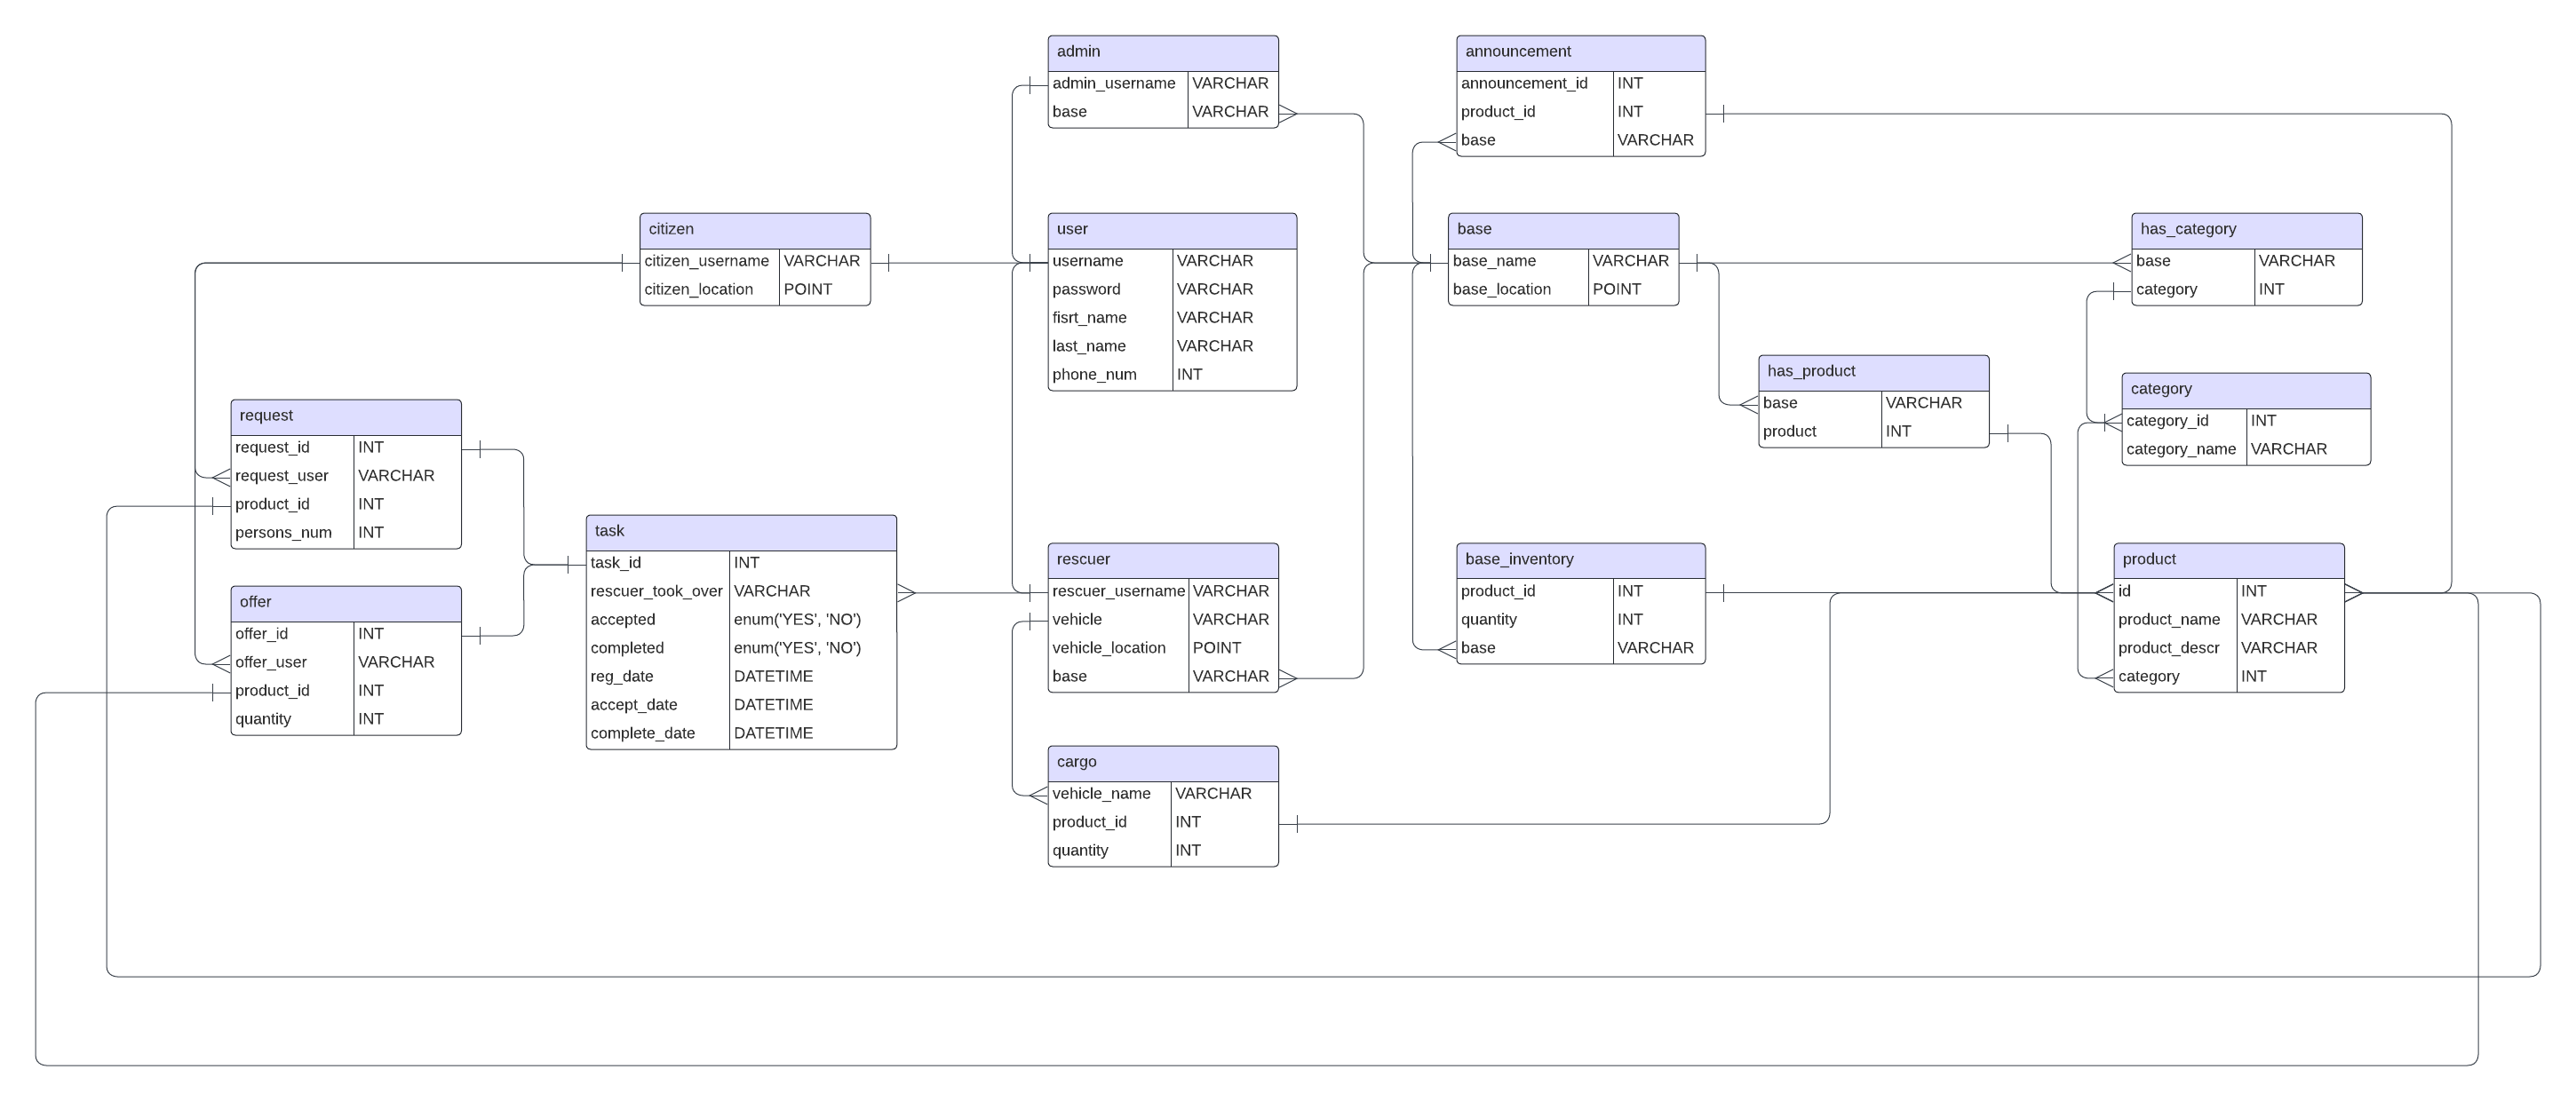 admin
admin_username VARCHAR
base VARCHAR
announcement
announcement_id INT
product_id INT
base VARCHAR
citizen
citizen_username VARCHAR
citizen_location POINT
user
username VARCHAR
password VARCHAR
fisrt_name VARCHAR
last_name VARCHAR
phone_num INT
base
base_name VARCHAR
base_location POINT
has_category
base VARCHAR
category INT
has_product
base VARCHAR
product INT
category
category_id INT
category_name VARCHAR
request
request_id INT
request_user VARCHAR
product_id INT
persons_num INT
offer
offer_id INT
offer_user VARCHAR
product_id INT
quantity INT
task
task_id INT
rescuer_took_over VARCHAR
accepted enum('YES', 'NO')
completed enum('YES', 'NO')
reg_date DATETIME
accept_date DATETIME
complete_date DATETIME
rescuer
rescuer_username VARCHAR
vehicle VARCHAR
vehicle_location POINT
base VARCHAR
base_inventory
product_id INT
quantity INT
base VARCHAR
product
id INT
product_name VARCHAR
product_descr VARCHAR
category INT
cargo
vehicle_name VARCHAR
product_id INT
quantity INT